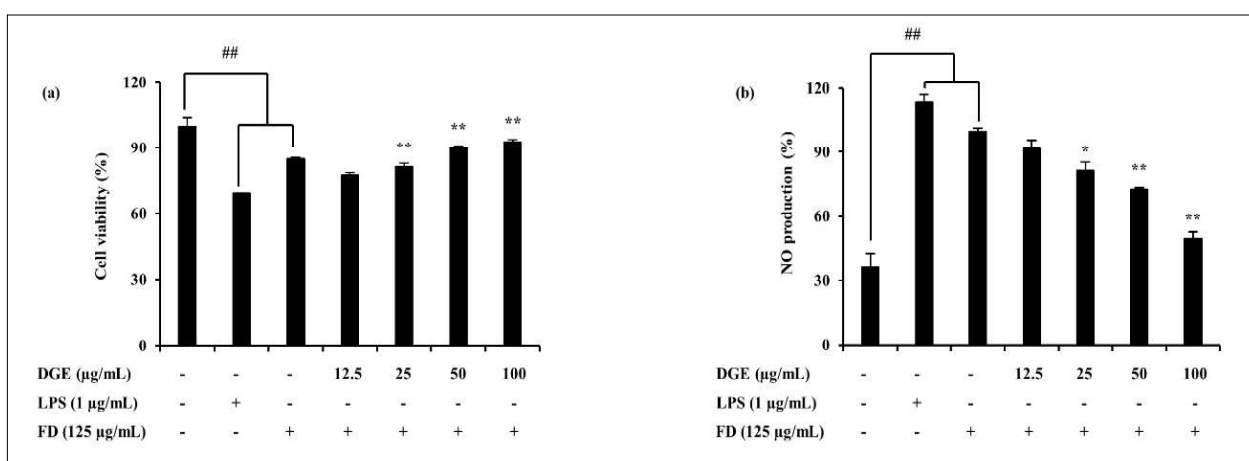 ##
(a)
120
90
60
30
0
Cell viability (%)
** ** **
DGE (µg/mL) - - - 12.5 25 50 100
LPS (1 µg/mL) - + - - - - -
FD (125 µg/mL) - - + + + + +
##
(b)
120
90
60
30
0
NO production (%)
* ** **
DGE (µg/mL) - - - 12.5 25 50 100
LPS (1 µg/mL) - + - - - - -
FD (125 µg/mL) - - + + + + +